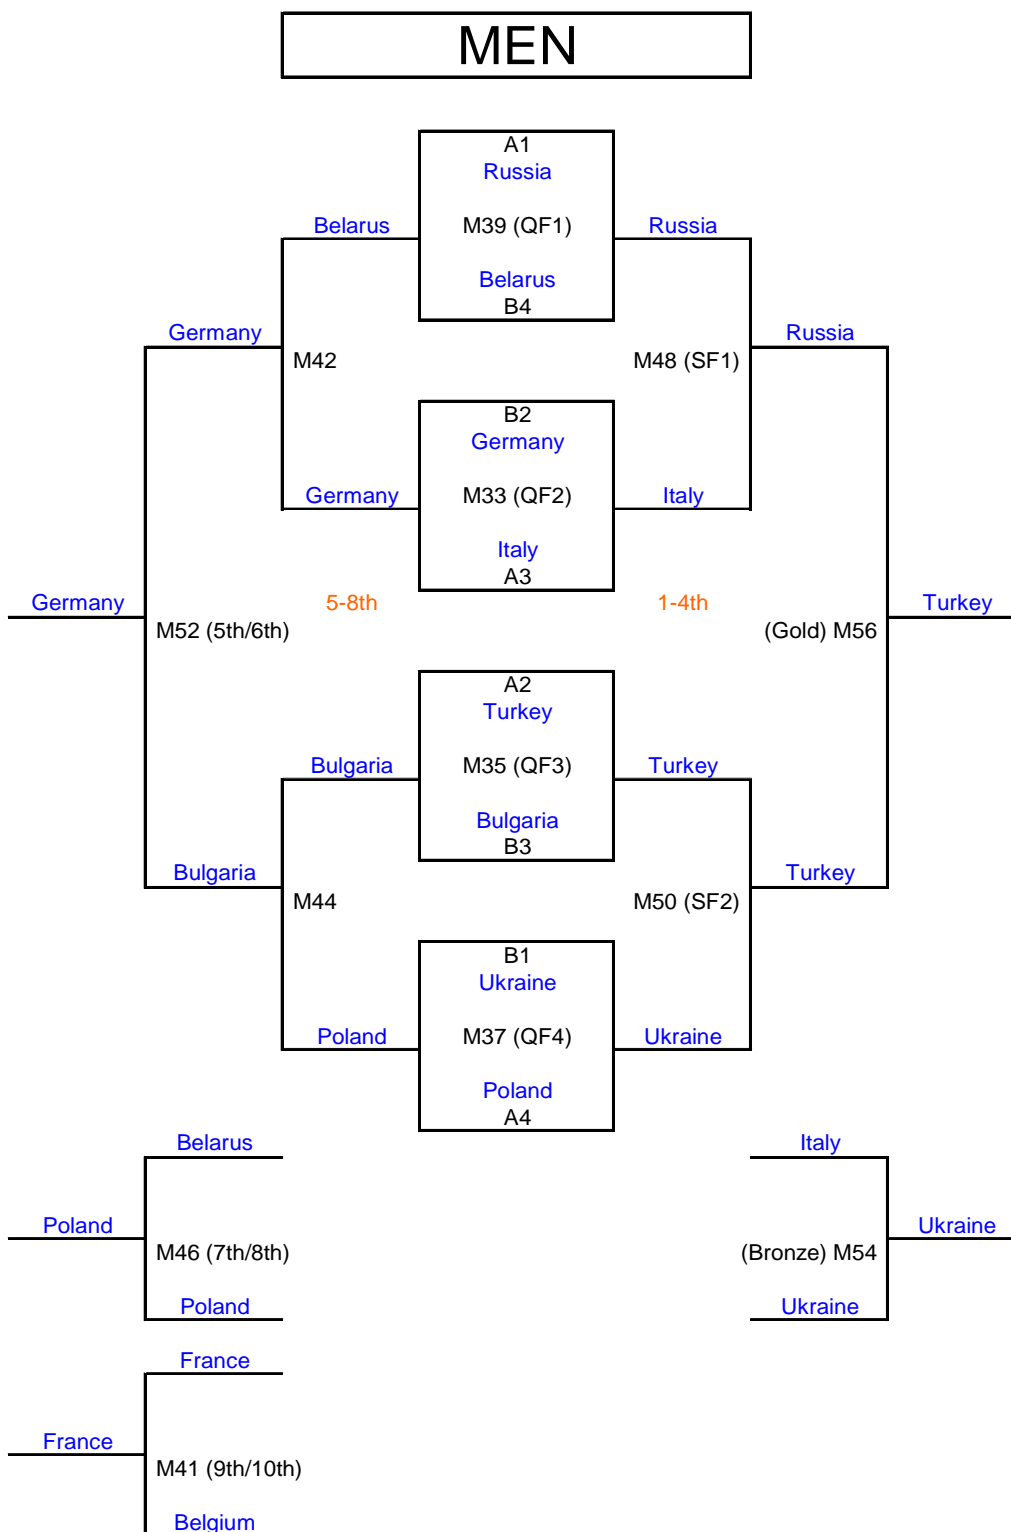 MEN
A1
Russia
Belarus M39 (QF1) Russia
Belarus
B4
Germany Russia
M42 M48 (SF1)
B2
Germany
Germany M33 (QF2) Italy
Italy
A3
Germany 5-8th 1-4th Turkey
M52 (5th/6th) (Gold) M56
A2
Turkey
Bulgaria M35 (QF3) Turkey
Bulgaria
B3
Bulgaria Turkey
M44 M50 (SF2)
B1
Ukraine
Poland M37 (QF4) Ukraine
Poland
A4
Belarus Italy
Poland Ukraine
M46 (7th/8th) (Bronze) M54
Poland Ukraine
France
France
M41 (9th/10th)
Belgium